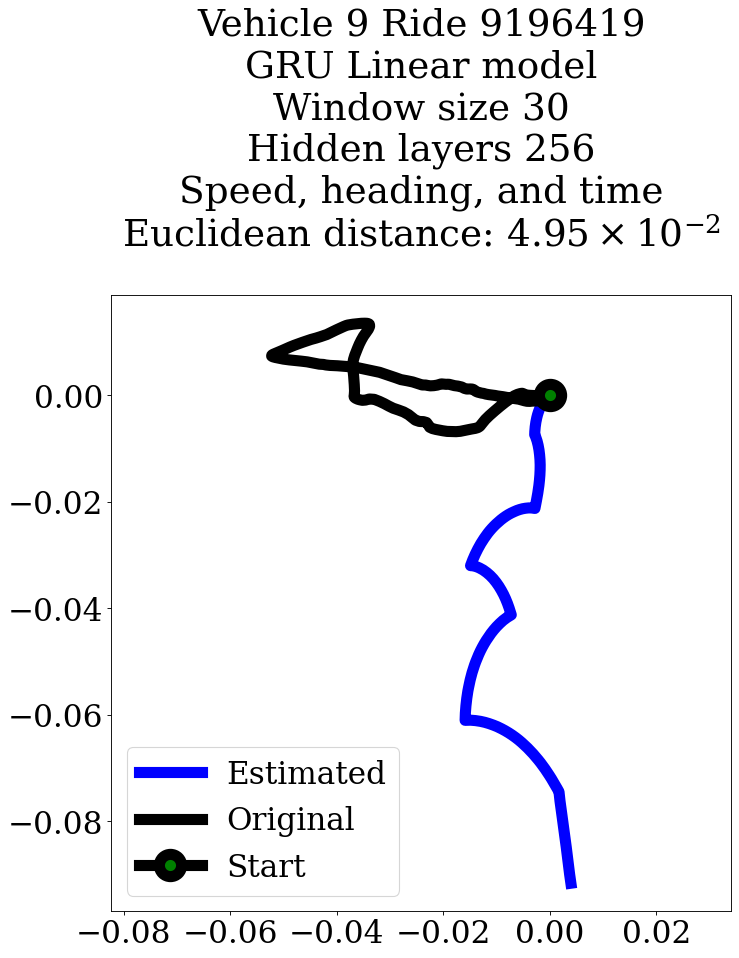 Vehicle 9 Ride 9196419
GRU Linear model
Window size 30
Hidden layers 256
Speed, heading, and time
Euclidean distance: 4.95 × 10⁻²
0.00
−0.02
−0.04
−0.06
−0.08
Estimated
Original
Start
−0.08 −0.06 −0.04 −0.02 0.00 0.02